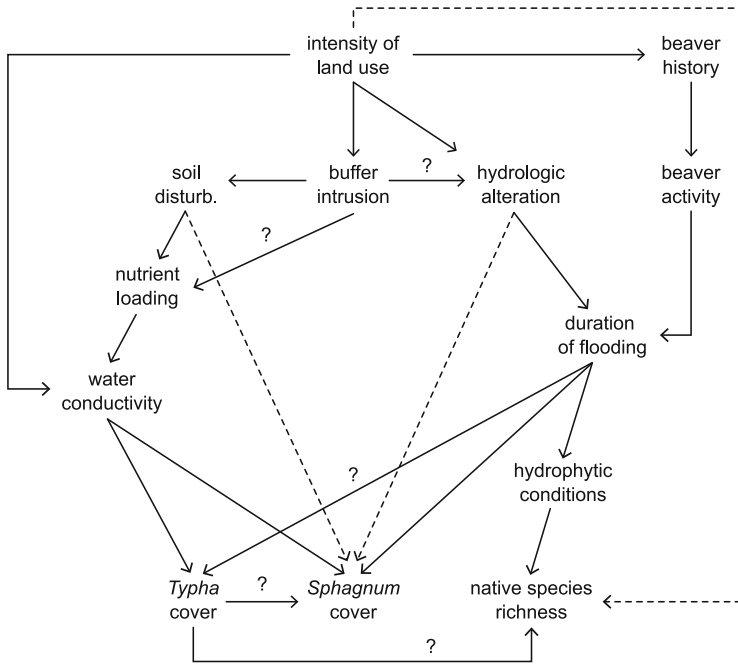 intensity of
land use
beaver
history
soil
disturb.
buffer
intrusion
?
hydrologic
alteration
beaver
activity
?
nutrient
loading
duration
of flooding
water
conductivity
?
hydrophytic
conditions
Typha
cover
?
Sphagnum
cover
native species
richness
?